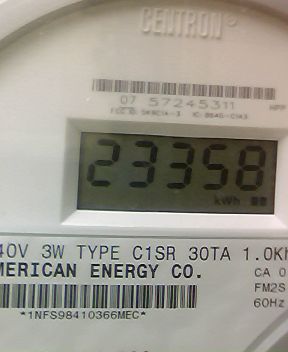 CENTRON®
07 57245311
23358
kWh
40V 3W TYPE C1SR 30TA 1.0Kh
MERICAN ENERGY CO.
CA 0
FM2S
60Hz
*1NFS98410366MEC*